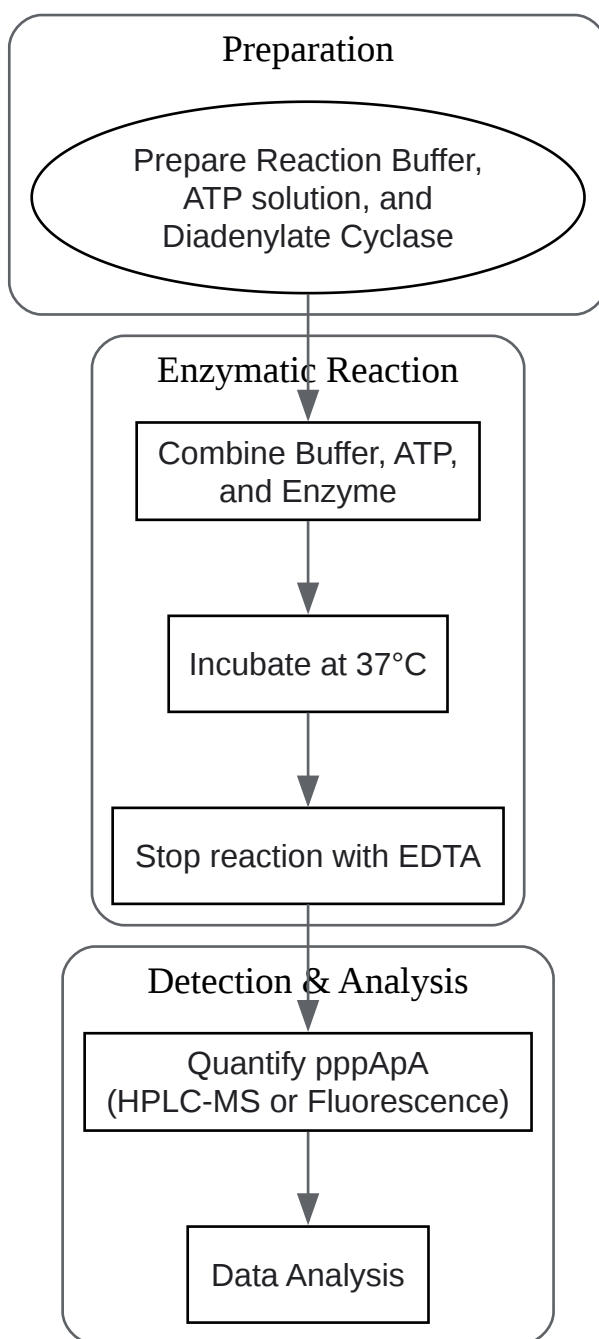 Preparation
Prepare Reaction Buffer,
ATP solution, and
Diadenylate Cyclase
Enzymatic Reaction
Combine Buffer, ATP,
and Enzyme
Incubate at 37°C
Stop reaction with EDTA
Detection & Analysis
Quantify pppApA
(HPLC-MS or Fluorescence)
Data Analysis